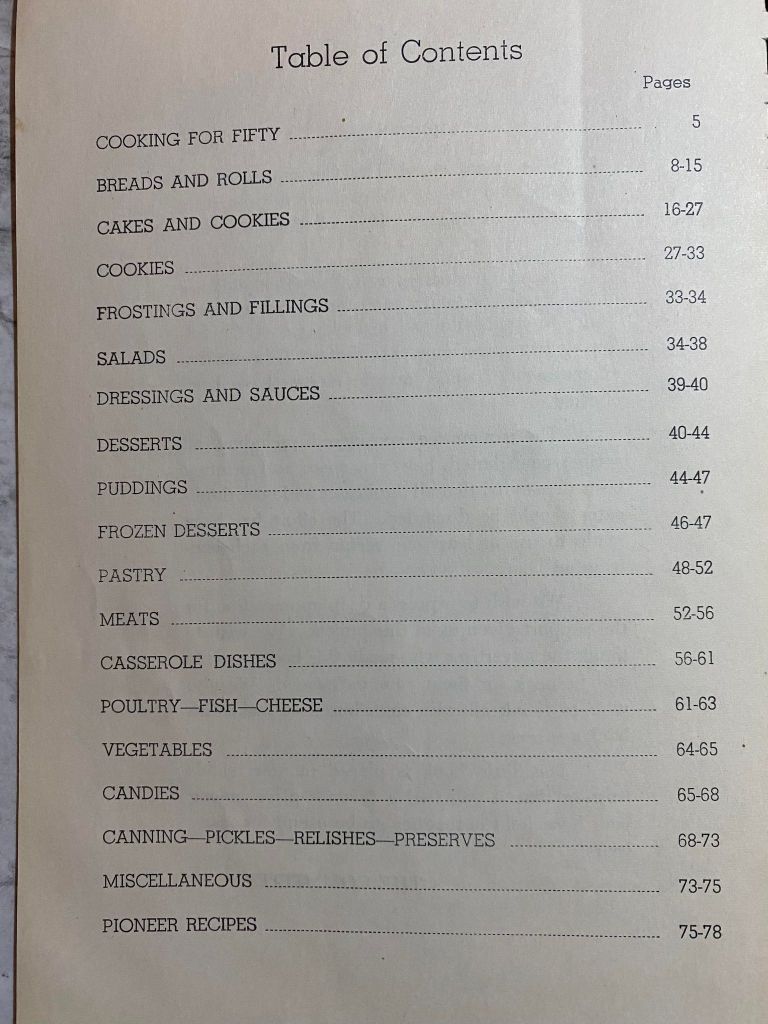 Table of Contents
Pages
COOKING FOR FIFTY 5
BREADS AND ROLLS 8-15
CAKES AND COOKIES 16-27
COOKIES 27-33
FROSTINGS AND FILLINGS 33-34
SALADS 34-38
DRESSINGS AND SAUCES 39-40
DESSERTS 40-44
PUDDINGS 44-47
FROZEN DESSERTS 46-47
PASTRY 48-52
MEATS 52-56
CASSEROLE DISHES 56-61
POULTRY—FISH—CHEESE 61-63
VEGETABLES 64-65
CANDIES 65-68
CANNING—PICKLES—RELISHES—PRESERVES 68-73
MISCELLANEOUS 73-75
PIONEER RECIPES 75-78